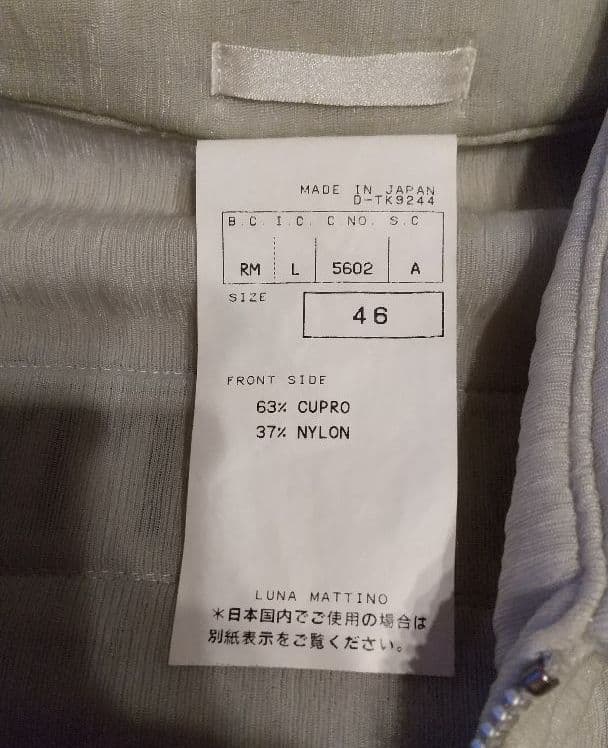 MADE IN JAPAN
D-TK9244
B.C. I.C. C NO. S.C
RM L 5602 A
SIZE
46
FRONT SIDE
63% CUPRO
37% NYLON
LUNA MATTINO
*日本国内でご使用の場合は
別紙表示をご覧ください。